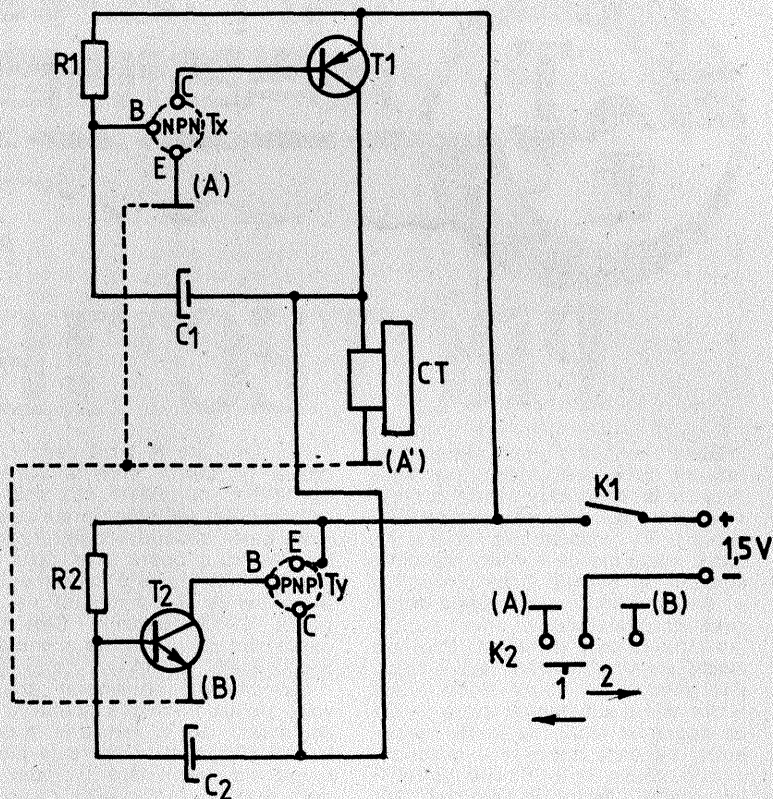 R1
T1
C
B NPN Tx
E
(A)
C1
CT
(A')
K1
+
1,5 V
−
R2
T2
B E
PNP Ty
C
(A) (B)
K2
1 2
(B)
C2